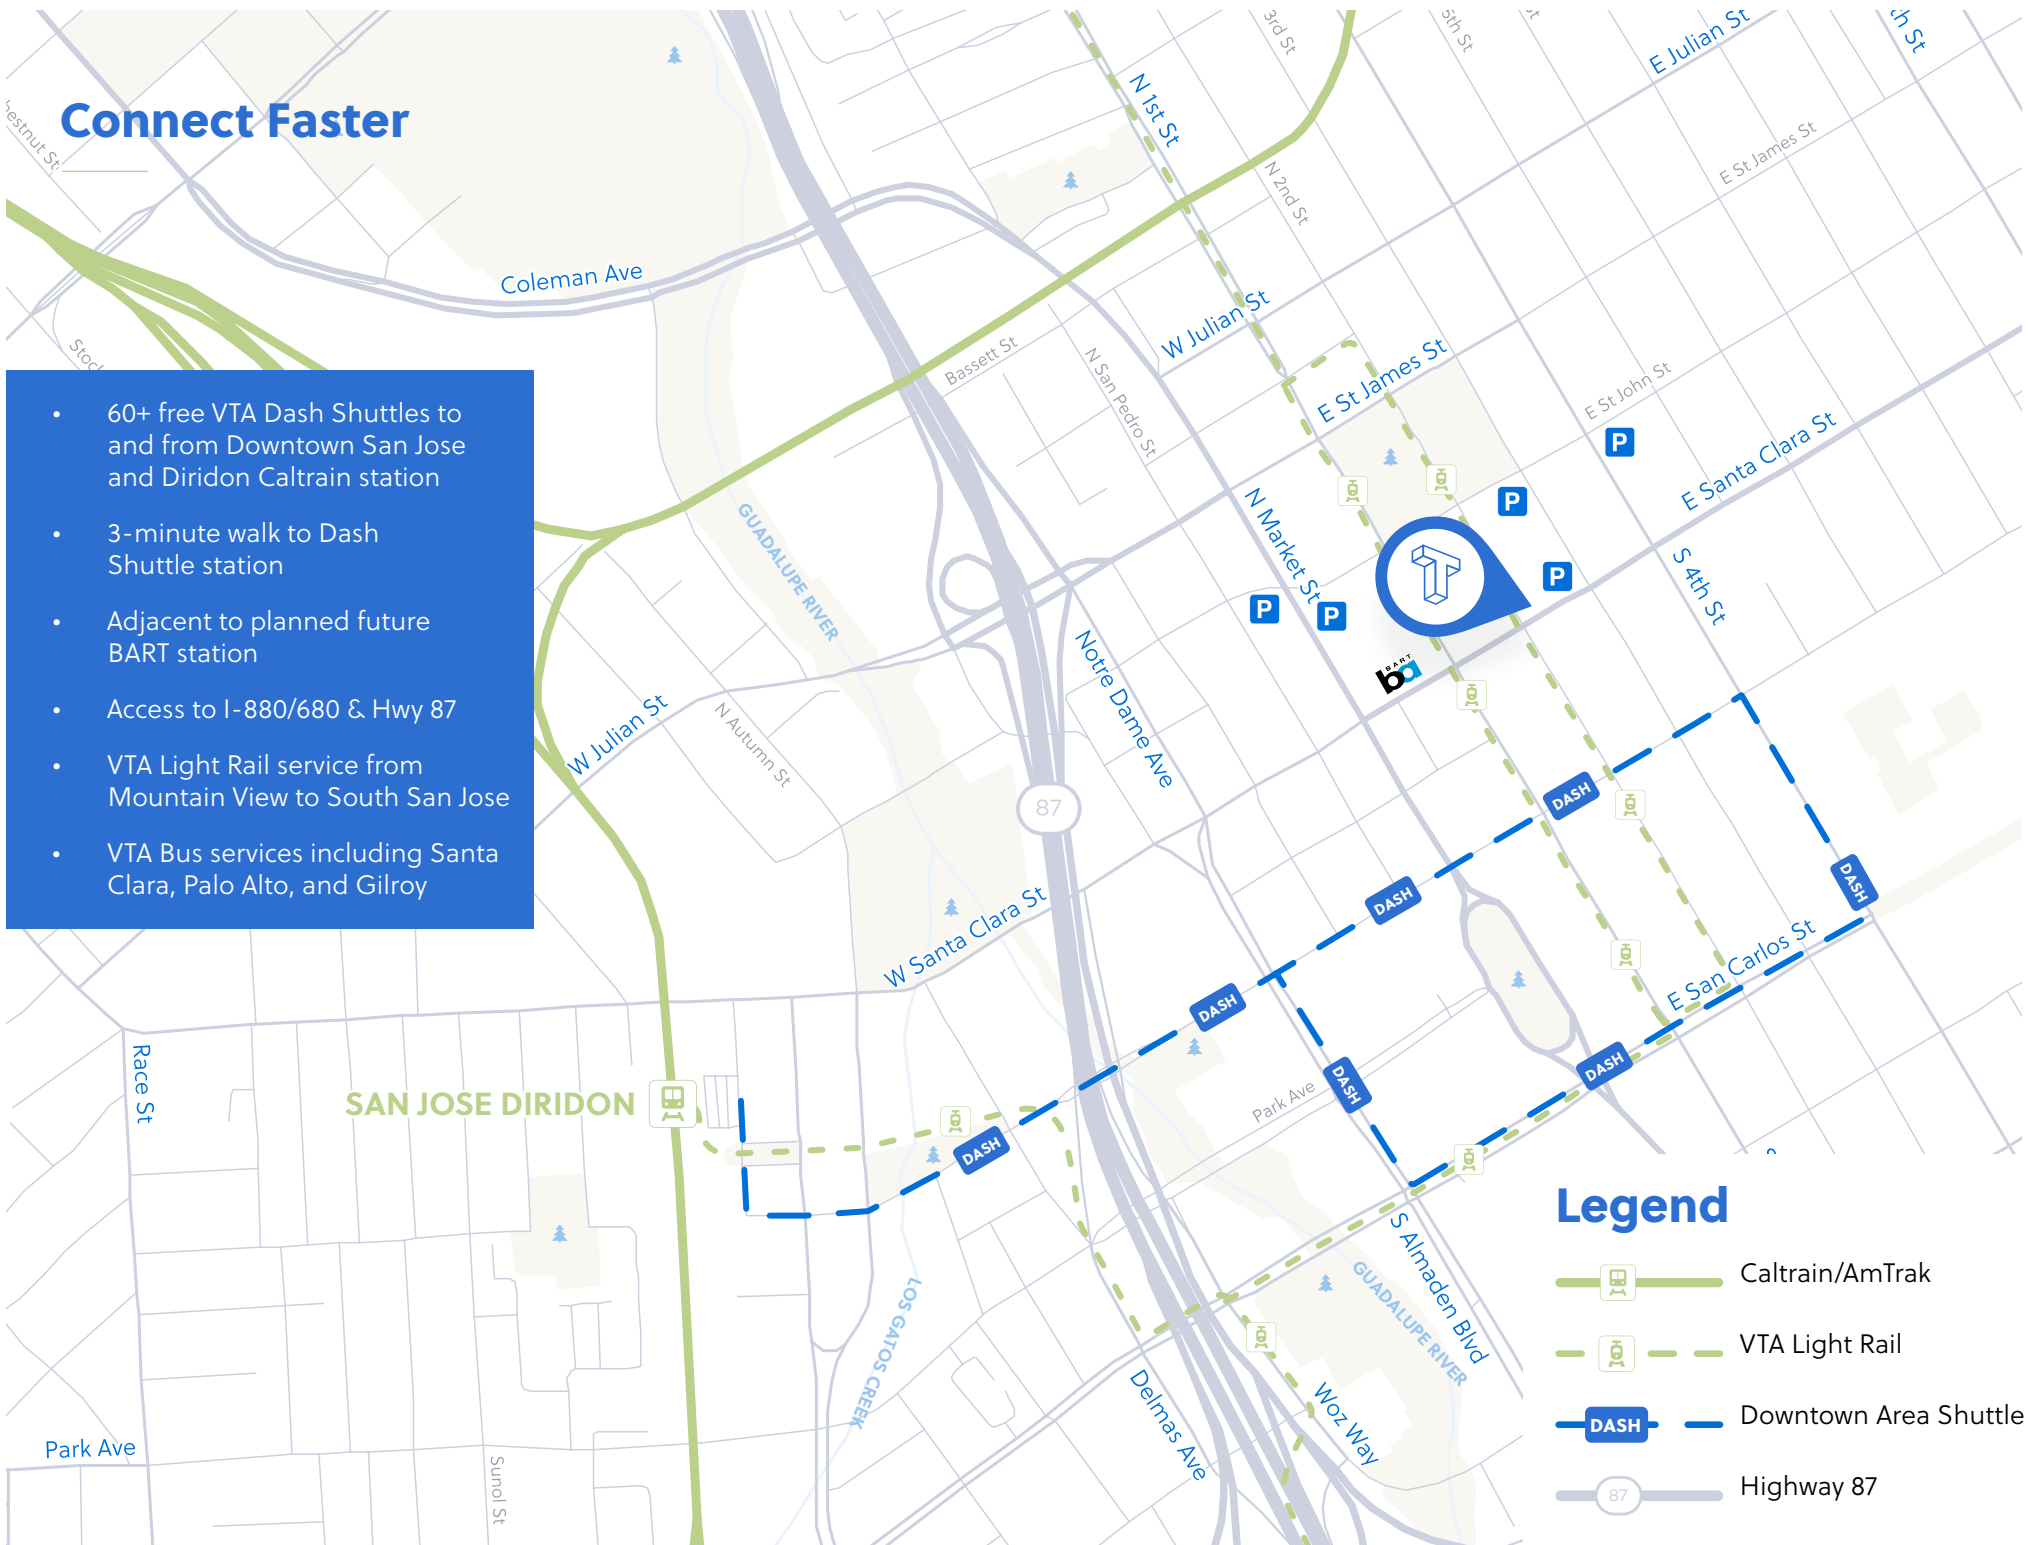 Connect Faster
• 60+ free VTA Dash Shuttles to
and from Downtown San Jose
and Diridon Caltrain station
• 3-minute walk to Dash
Shuttle station
• Adjacent to planned future
BART station
• Access to I-880/680 & Hwy 87
• VTA Light Rail service from
Mountain View to South San Jose
• VTA Bus services including Santa
Clara, Palo Alto, and Gilroy
N 1st St
3rd St
N 2nd St
E Julian St
E St James St
Coleman Ave
W Julian St
Bassett St
N San Pedro St
E St James St
E St John St
E Santa Clara St
P
P
P
P
P
N Market St
S 4th St
GUADALUPE RIVER
BART
ba
Notre Dame Ave
W Julian St
N Autumn St
87
W Santa Clara St
DASH
DASH
DASH
DASH
DASH
DASH
DASH
E San Carlos St
Park Ave
Race St
SAN JOSE DIRIDON
LOS GATOS CREEK
GUADALUPE RIVER
S Almaden Blvd
Delmas Ave
Woz Way
Park Ave
Sunol St
Legend
Caltrain/AmTrak
VTA Light Rail
DASH Downtown Area Shuttle
87 Highway 87